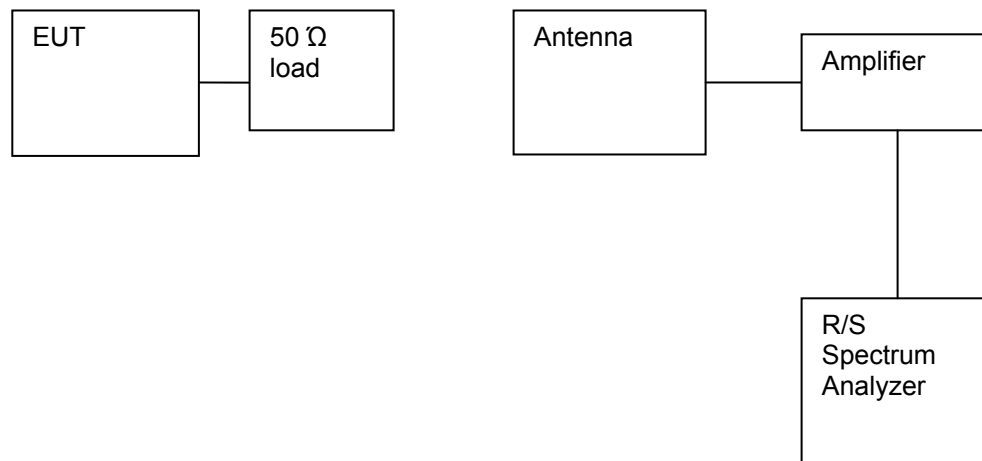 EUT
50 Ώ
load
Antenna
Amplifier
R/S
Spectrum
Analyzer